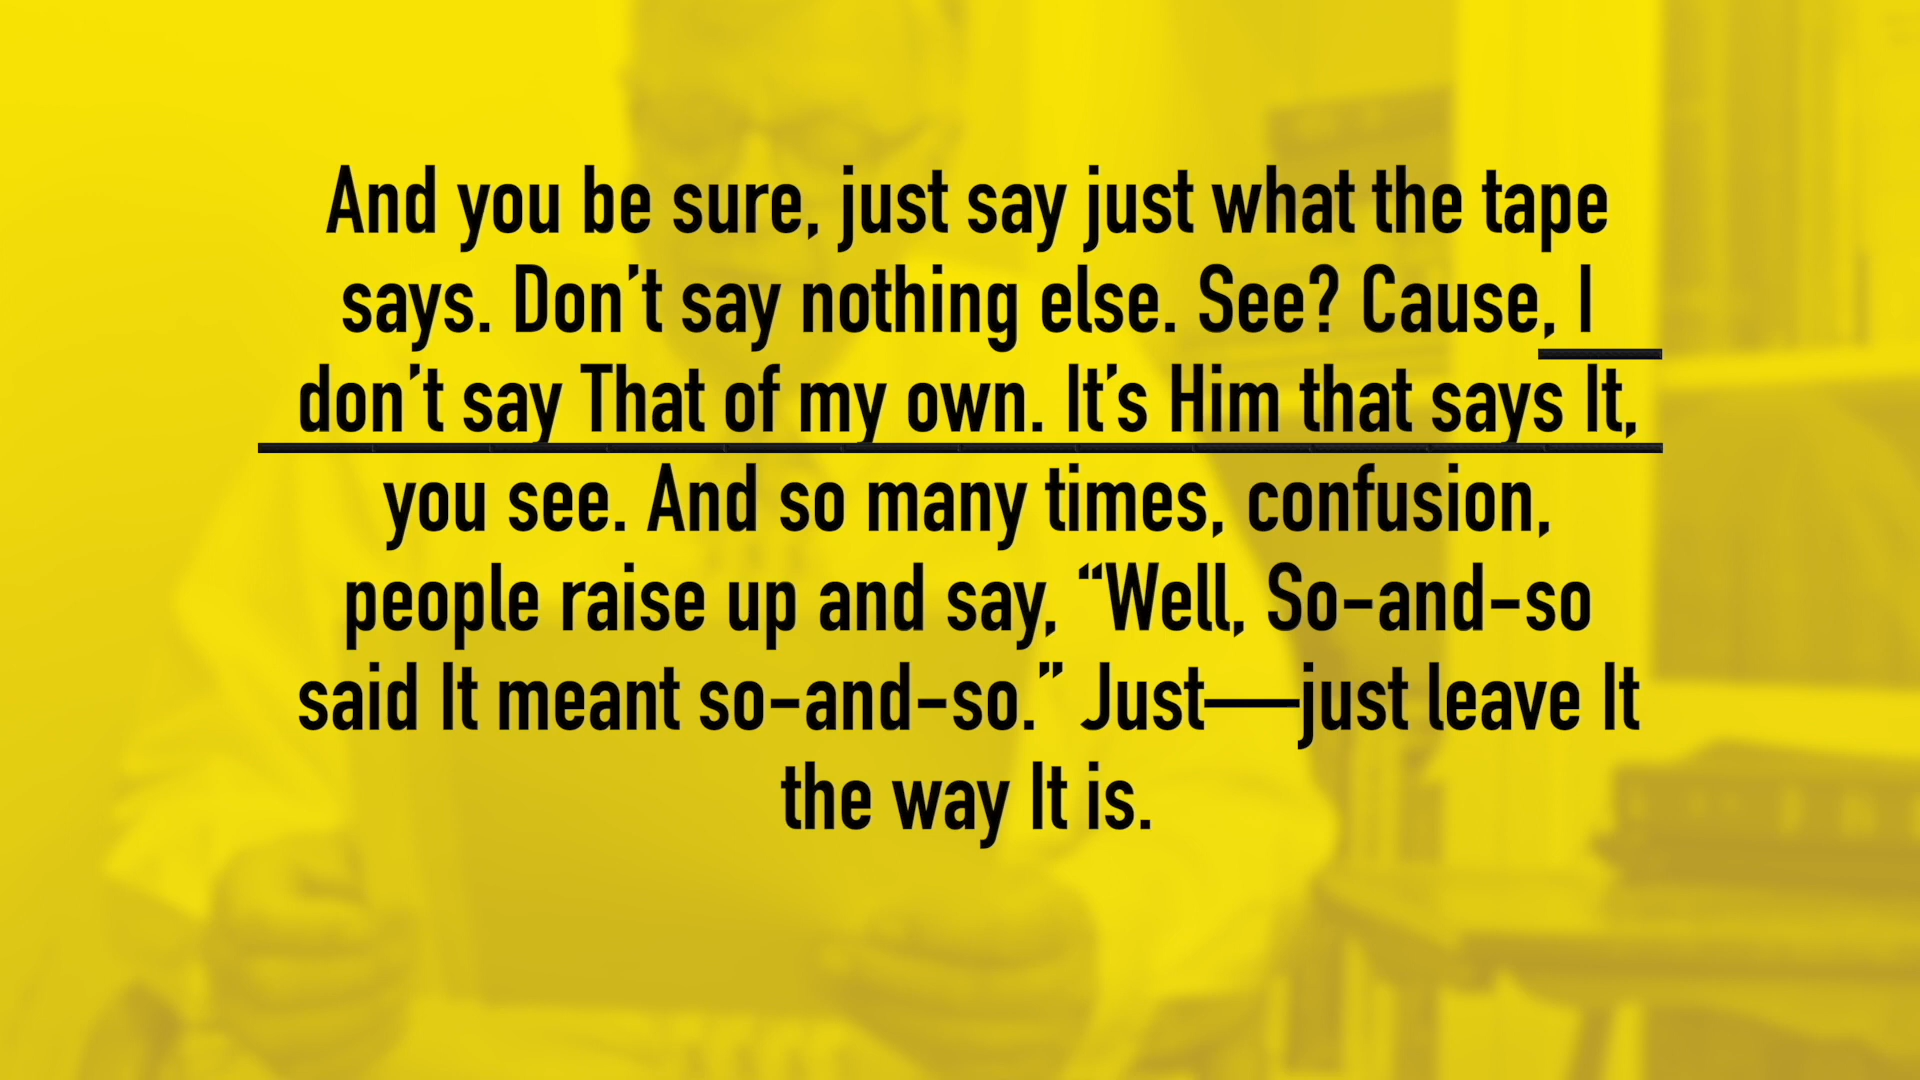 And you be sure, just say just what the tape
says. Don’t say nothing else. See? Cause, I
don’t say That of my own. It’s Him that says It,
you see. And so many times, confusion,
people raise up and say, “Well, So-and-so
said It meant so-and-so.” Just—just leave It
the way It is.